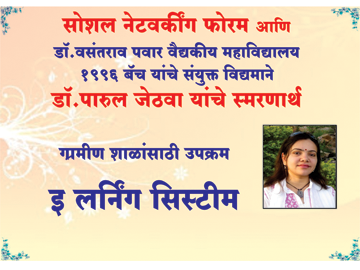 सोशल नेटवर्कींग फोरम आणि
डॉ.वसंतराव पवार वैद्यकीय महाविद्यालय
१९९६ बॅच यांचे संयुक्त विद्यमाने
डॉ.पारुल जेठवा यांचे स्मरणार्थ
ग्रामीण शाळांसाठी उपक्रम
इ लर्निंग सिस्टीम